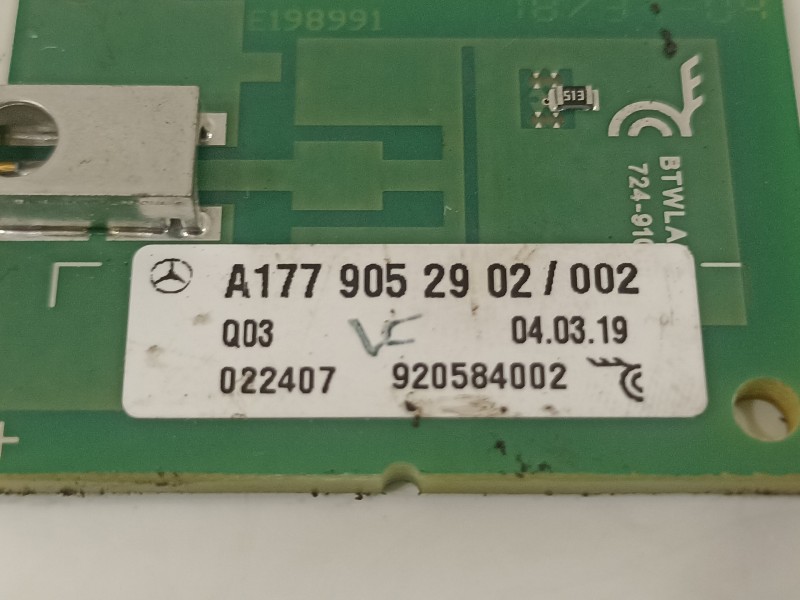 E198991
513
BTWLA
724-910
A177 905 29 02 / 002
Q03
04.03.19
022407 920584002